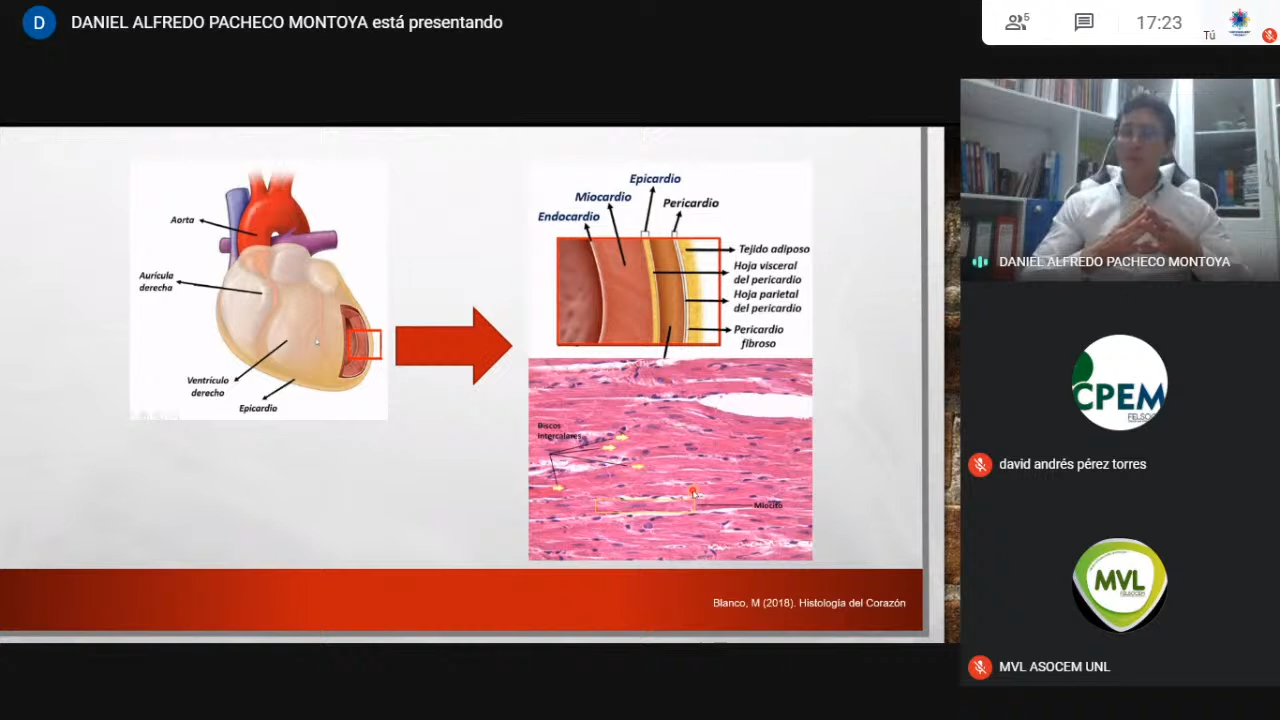 D
DANIEL ALFREDO PACHECO MONTOYA está presentando
5
17:23
Tú
Aorta
Aurícula
derecha
Ventrículo
derecho
Epicardio
Epicardio
Miocardio
Pericardio
Endocardio
Tejido adiposo
Hoja visceral
del pericardio
Hoja parietal
del pericardio
Pericardio
fibroso
Discos
intercalares
Miocito
Blanco, M (2018). Histología del Corazón
DANIEL ALFREDO PACHECO MONTOYA
CPEM
FELSOC
david andrés pérez torres
MVL
FELSOCEM
MVL ASOCEM UNL